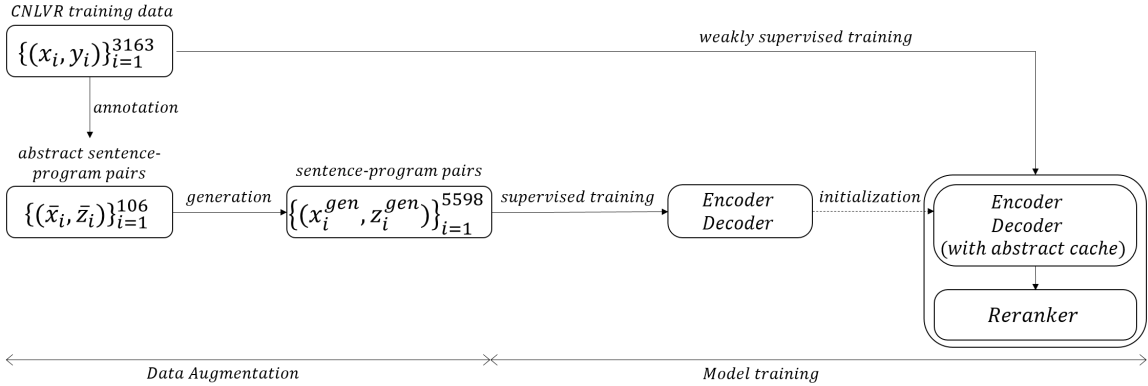 CNLVR training data
{(x_i, y_i)}_{i=1}^{3163}
weakly supervised training
annotation
abstract sentence-
program pairs
{(x̄_i, z̄_i)}_{i=1}^{106}
generation
sentence-program pairs
{(x_i^{gen}, z_i^{gen})}_{i=1}^{5598}
supervised training
Encoder
Decoder
initialization
Encoder
Decoder
(with abstract cache)
Reranker
Data Augmentation
Model training